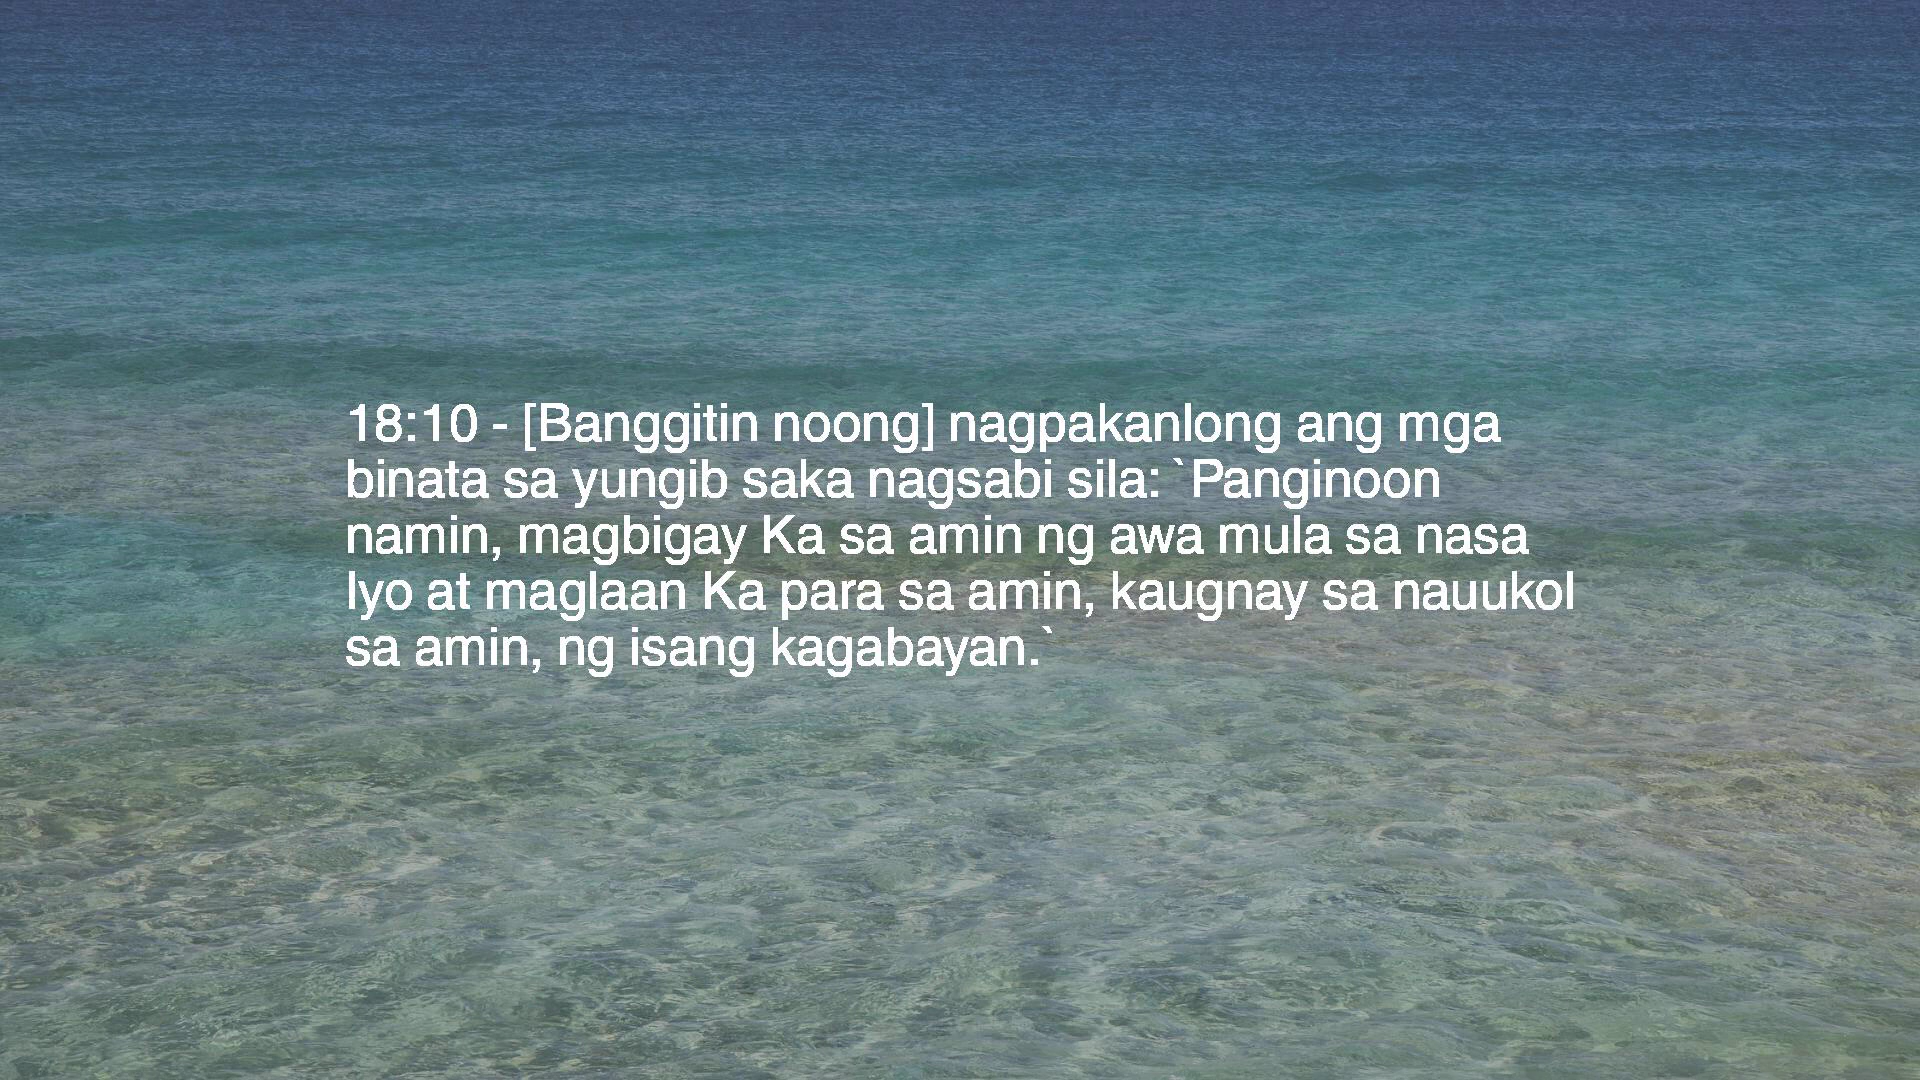 18:10 - [Banggitin noong] nagpakanlong ang mga
binata sa yungib saka nagsabi sila: `Panginoon
namin, magbigay Ka sa amin ng awa mula sa nasa
Iyo at maglaan Ka para sa amin, kaugnay sa nauukol
sa amin, ng isang kagabayan.`